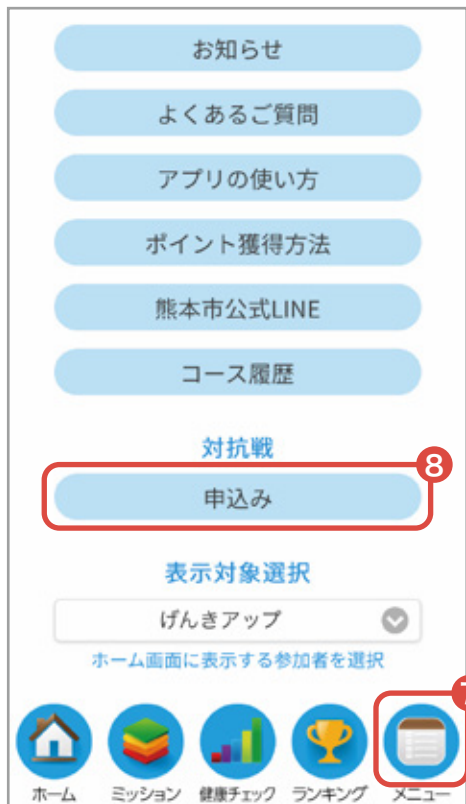 お知らせ
よくあるご質問
アプリの使い方
ポイント獲得方法
熊本市公式LINE
コース履歴
対抗戦
8
申込み
表示対象選択
げんきアップ
ホーム画面に表示する参加者を選択
7
ホーム ミッション 健康チェック ランキング メニュー